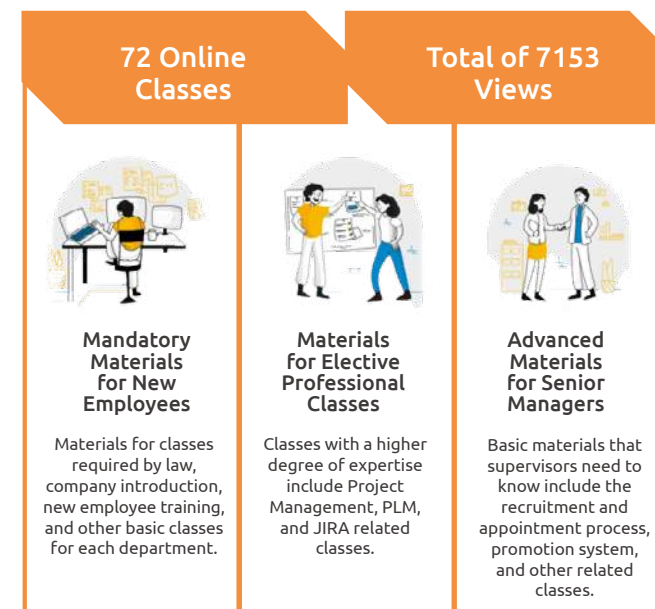 72 Online
Classes
Total of 7153
Views
Mandatory
Materials
for New
Employees
Materials for classes
required by law,
company introduction,
new employee training,
and other basic classes
for each department.
Materials
for Elective
Professional
Classes
Classes with a higher
degree of expertise
include Project
Management, PLM,
and JIRA related
classes.
Advanced
Materials
for Senior
Managers
Basic materials that
supervisors need to
know include the
recruitment and
appointment process,
promotion system,
and other related
classes.